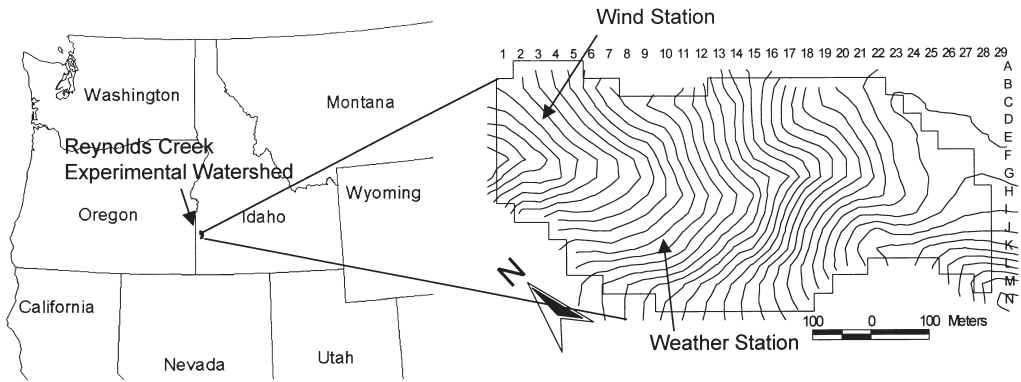 Wind Station
1 2 3 4 5 6 7 8 9 10 11 12 13 14 15 16 17 18 19 20 21 22 23 24 25 26 27 28 29
A
B
C
D
E
F
G
H
I
J
K
L
M
N
Washington
Montana
Reynolds Creek
Experimental Watershed
Wyoming
Oregon
Idaho
N
California
Nevada
Utah
Weather Station
100 0 100 Meters